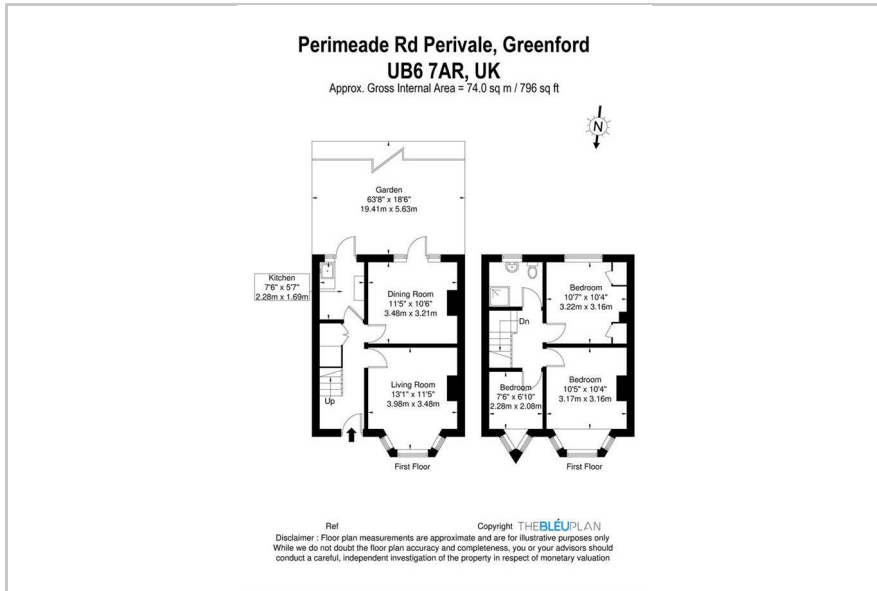 Perimeade Rd Perivale, Greenford
UB6 7AR, UK
Approx. Gross Internal Area = 74.0 sq m / 796 sq ft
N
Garden
63'8" x 18'6"
19.41m x 5.63m
Kitchen
7'6" x 5'7"
2.28m x 1.69m
Dining Room
11'5" x 10'6"
3.48m x 3.21m
Living Room
13'1" x 11'5"
3.98m x 3.48m
Up
First Floor
Bedroom
10'7" x 10'4"
3.22m x 3.16m
Dn
Bedroom
7'6" x 6'10"
2.28m x 2.08m
Bedroom
10'5" x 10'4"
3.17m x 3.16m
First Floor
Ref
Copyright THEBLÉUPLAN
Disclaimer : Floor plan measurements are approximate and are for illustrative purposes only
While we do not doubt the floor plan accuracy and completeness, you or your advisors should
conduct a careful, independent investigation of the property in respect of monetary valuation